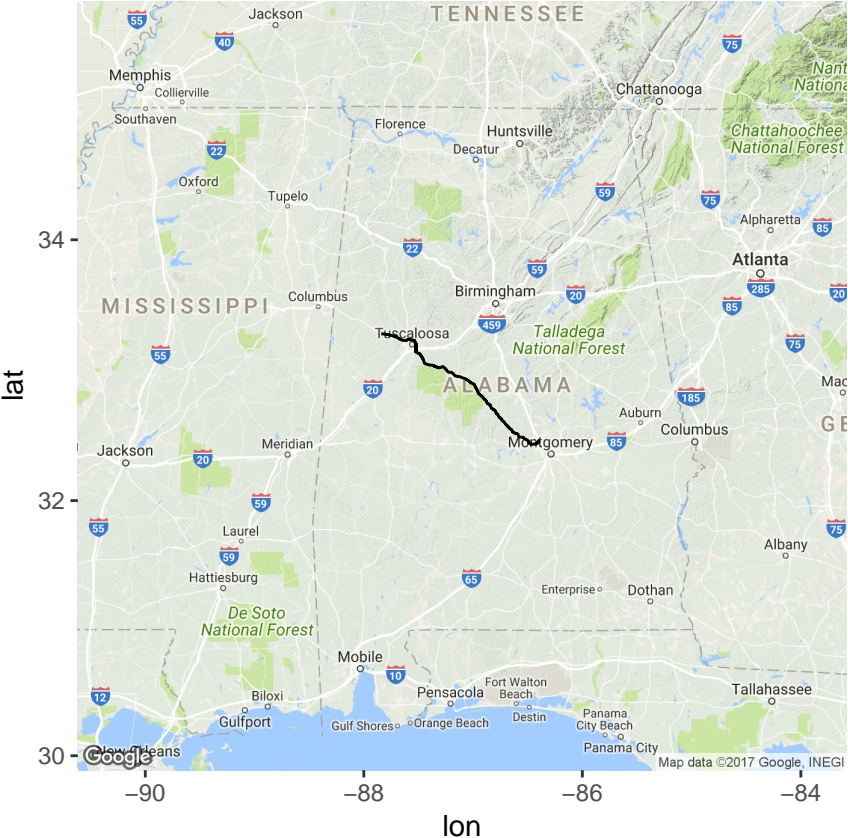 TENNESSEE
55
Jackson
40
75
Memphis
Collierville
Southaven
Chattanooga
Nant
Nationa
Florence
Huntsville
Decatur
Chattahoochee
National Forest
22
59
Oxford
Tupelo
75
Alpharetta
85
34
22
59
Atlanta
285
20
Birmingham
20
85
MISSISSIPPI
Columbus
459
Tuscaloosa
Talladega
National Forest
55
75
lat
20
ALABAMA
185
Mac
Auburn
Columbus
GE
Jackson
20
Meridian
Montgomery
85
32
59
55
75
Laurel
59
Hattiesburg
Albany
65
Enterprise
Dothan
De Soto
National Forest
Mobile
10
12
Biloxi
Gulfport
Pensacola
Fort Walton
Beach
Destin
Tallahassee
Gulf Shores
Orange Beach
Panama
City Beach
Panama City
New Orleans
Google
Map data ©2017 Google, INEGI
30
−90
−88
−86
−84
lon